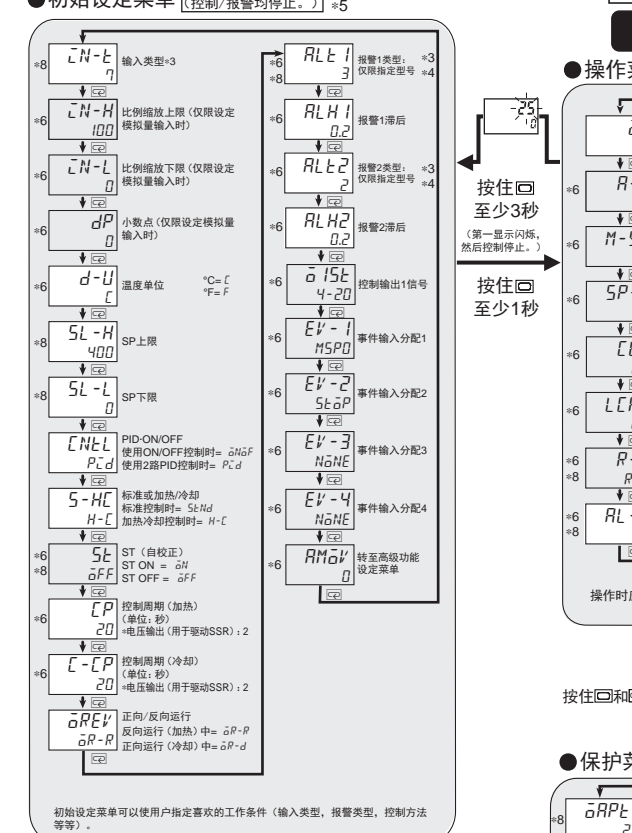 ●初始设定菜单 (控制/报警均停止。) *5
*8 IN-t 7 输入类型*3
*6 IN-H 100 比例缩放上限(仅限设定
模拟量输入时)
*6 IN-L 0 比例缩放下限(仅限设定
模拟量输入时)
*6 dP 0 小数点(仅限设定模拟量
输入时)
*6 d-U C 温度单位 °C= C
°F= F
*8 SL-H 400 SP上限
*8 SL-L 0 SP下限
CNtL Pid PID·ON/OFF
使用ON/OFF控制时= oNoF
使用2路PID控制时= Pid
S-HC H-C 标准或加热/冷却
标准控制时= StNd
加热冷却控制时= H-C
*6 *8 St oFF ST(自校正)
ST ON = oN
ST OFF = oFF
*6 CP 20 控制周期(加热)
(单位:秒)
*电压输出(用于驱动SSR):2
*6 C-CP 20 控制周期(冷却)
(单位:秒)
*电压输出(用于驱动SSR):2
oREV oR-R 正向/反向运行
反向运行(加热)中= oR-R
正向运行(冷却)中= oR-d
*6 *8 ALt1 3 报警1类型: *3
仅限指定型号 *4
*6 ALH1 0.2 报警1滞后
*6 ALt2 2 报警2类型: *3
仅限指定型号 *4
*6 ALH2 0.2 报警2滞后
*6 o1St 4-20 控制输出1信号
*6 EV-1 MSP0 事件输入分配1
*6 EV-2 StoP 事件输入分配2
*6 EV-3 NoNE 事件输入分配3
*6 EV-4 NoNE 事件输入分配4
*6 AMoV 0 转至高级功能
设定菜单
初始设定菜单可以使用户指定喜欢的工作条件(输入类型,报警类型,控制方法
等等)。
25
按住
至少3秒
(第一显示闪烁,
然后控制停止。)
按住
至少1秒
●操作
*6
*6 M-
*6 SP
*6
*6 LC
*6 *8 R-
*6 *8 AL-
操作时
按住 和
●保护
*8 oAPt